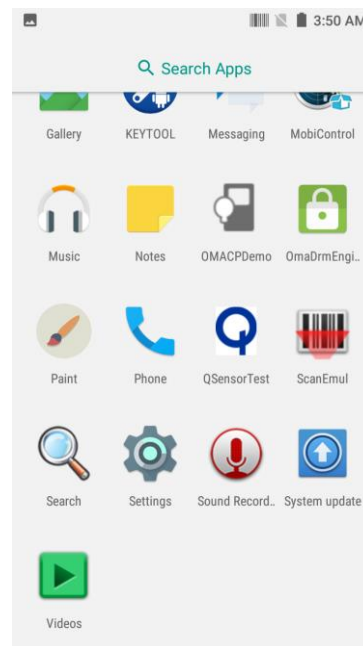 3:50 AM
Search Apps
Gallery KEYTOOL Messaging MobiControl
Music Notes OMACPDemo OmaDrmEngi..
Paint Phone QSensorTest ScanEmul
Search Settings Sound Record.. System update
Videos